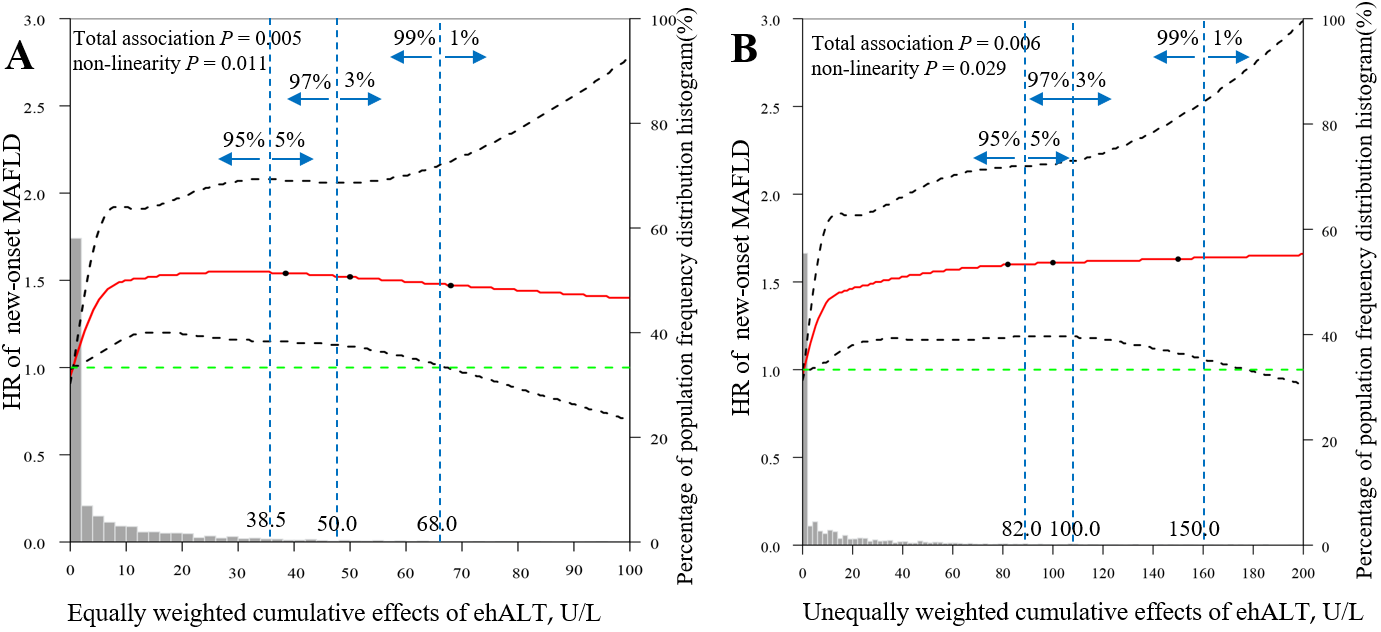 A
Total association P = 0.005
non-linearity P = 0.011
99% 1%
97% 3%
95% 5%
HR of new-onset MAFLD
3.0
2.5
2.0
1.5
1.0
0.5
0.0
100
80
60
40
20
0
Percentage of population frequency distribution histogram(%)
38.5 50.0 68.0
0 10 20 30 40 50 60 70 80 90 100
Equally weighted cumulative effects of ehALT, U/L
B
Total association P = 0.006
non-linearity P = 0.029
99% 1%
97% 3%
95% 5%
HR of new-onset MAFLD
3.0
2.5
2.0
1.5
1.0
0.5
0.0
100
80
60
40
20
0
Percentage of population frequency distribution histogram(%)
82.0 100.0 150.0
0 20 40 60 80 100 120 140 160 180 200
Unequally weighted cumulative effects of ehALT, U/L